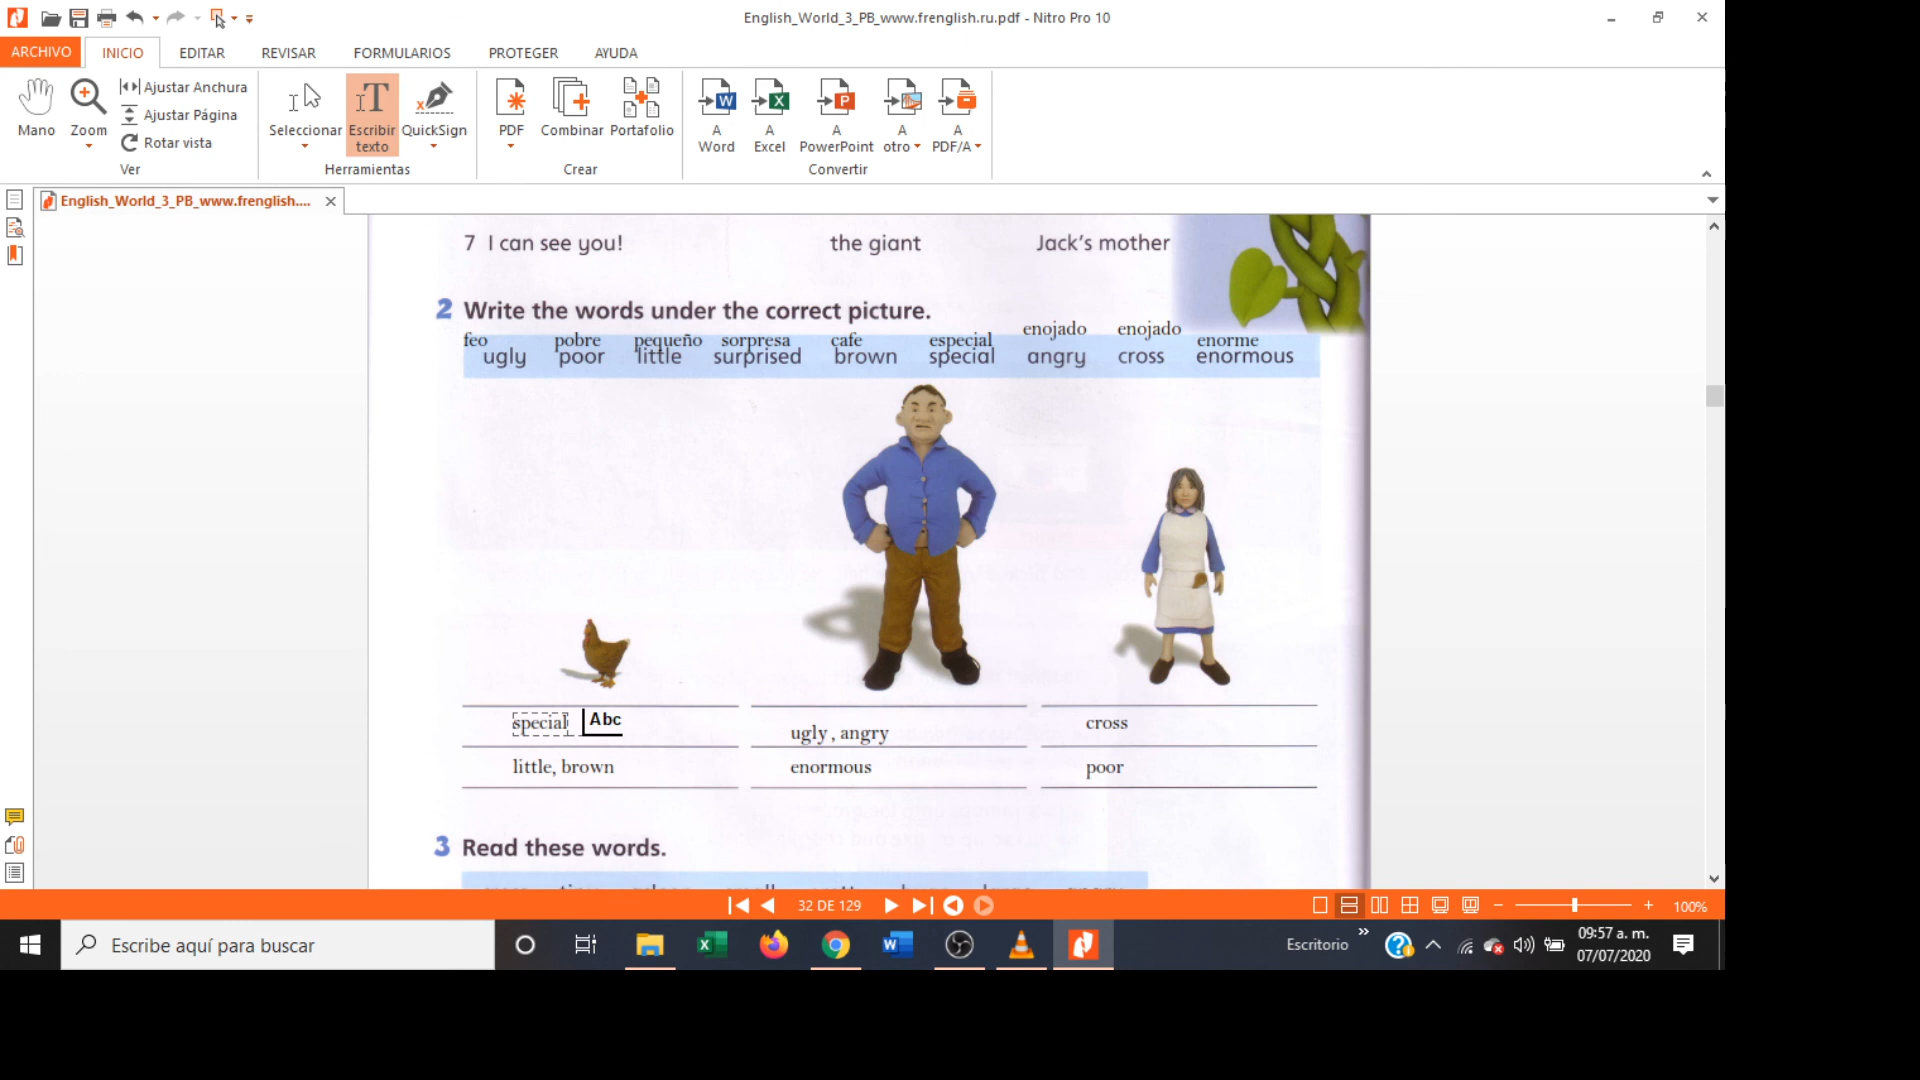 English_World_3_PB_www.frenglish.ru.pdf - Nitro Pro 10
ARCHIVO INICIO EDITAR REVISAR FORMULARIOS PROTEGER AYUDA
Mano
Zoom
Ajustar Anchura
Ajustar Página
Rotar vista
Ver
Seleccionar
Escribir texto
QuickSign
Herramientas
PDF
Combinar
Portafolio
Crear
A Word
A Excel
A PowerPoint
A otro
A PDF/A
Convertir
English_World_3_PB_www.frenglish....
7 I can see you! the giant Jack's mother
2 Write the words under the correct picture.
feo pobre pequeño sorpresa cafe especial enojado enojado enorme
ugly poor little surprised brown special angry cross enormous
special Abc ugly , angry cross
little, brown enormous poor
3 Read these words.
32 DE 129
100%
Escribe aquí para buscar
Escritorio
09:57 a. m.
07/07/2020